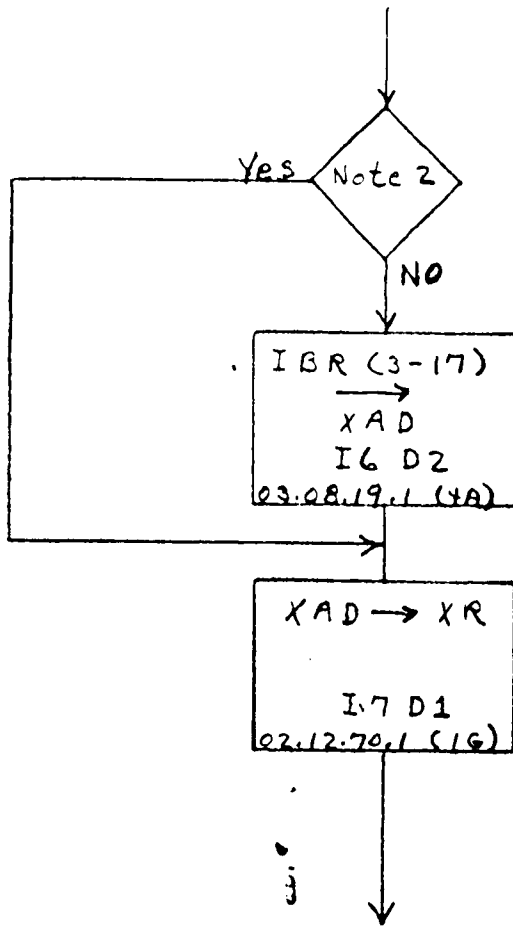 Yes
Note 2
NO
IBR (3-17)
→
XAD
I6 D2
03.08.19.1 (4A)
XAD → XR
I7 D1
02.12.70.1 (1G)